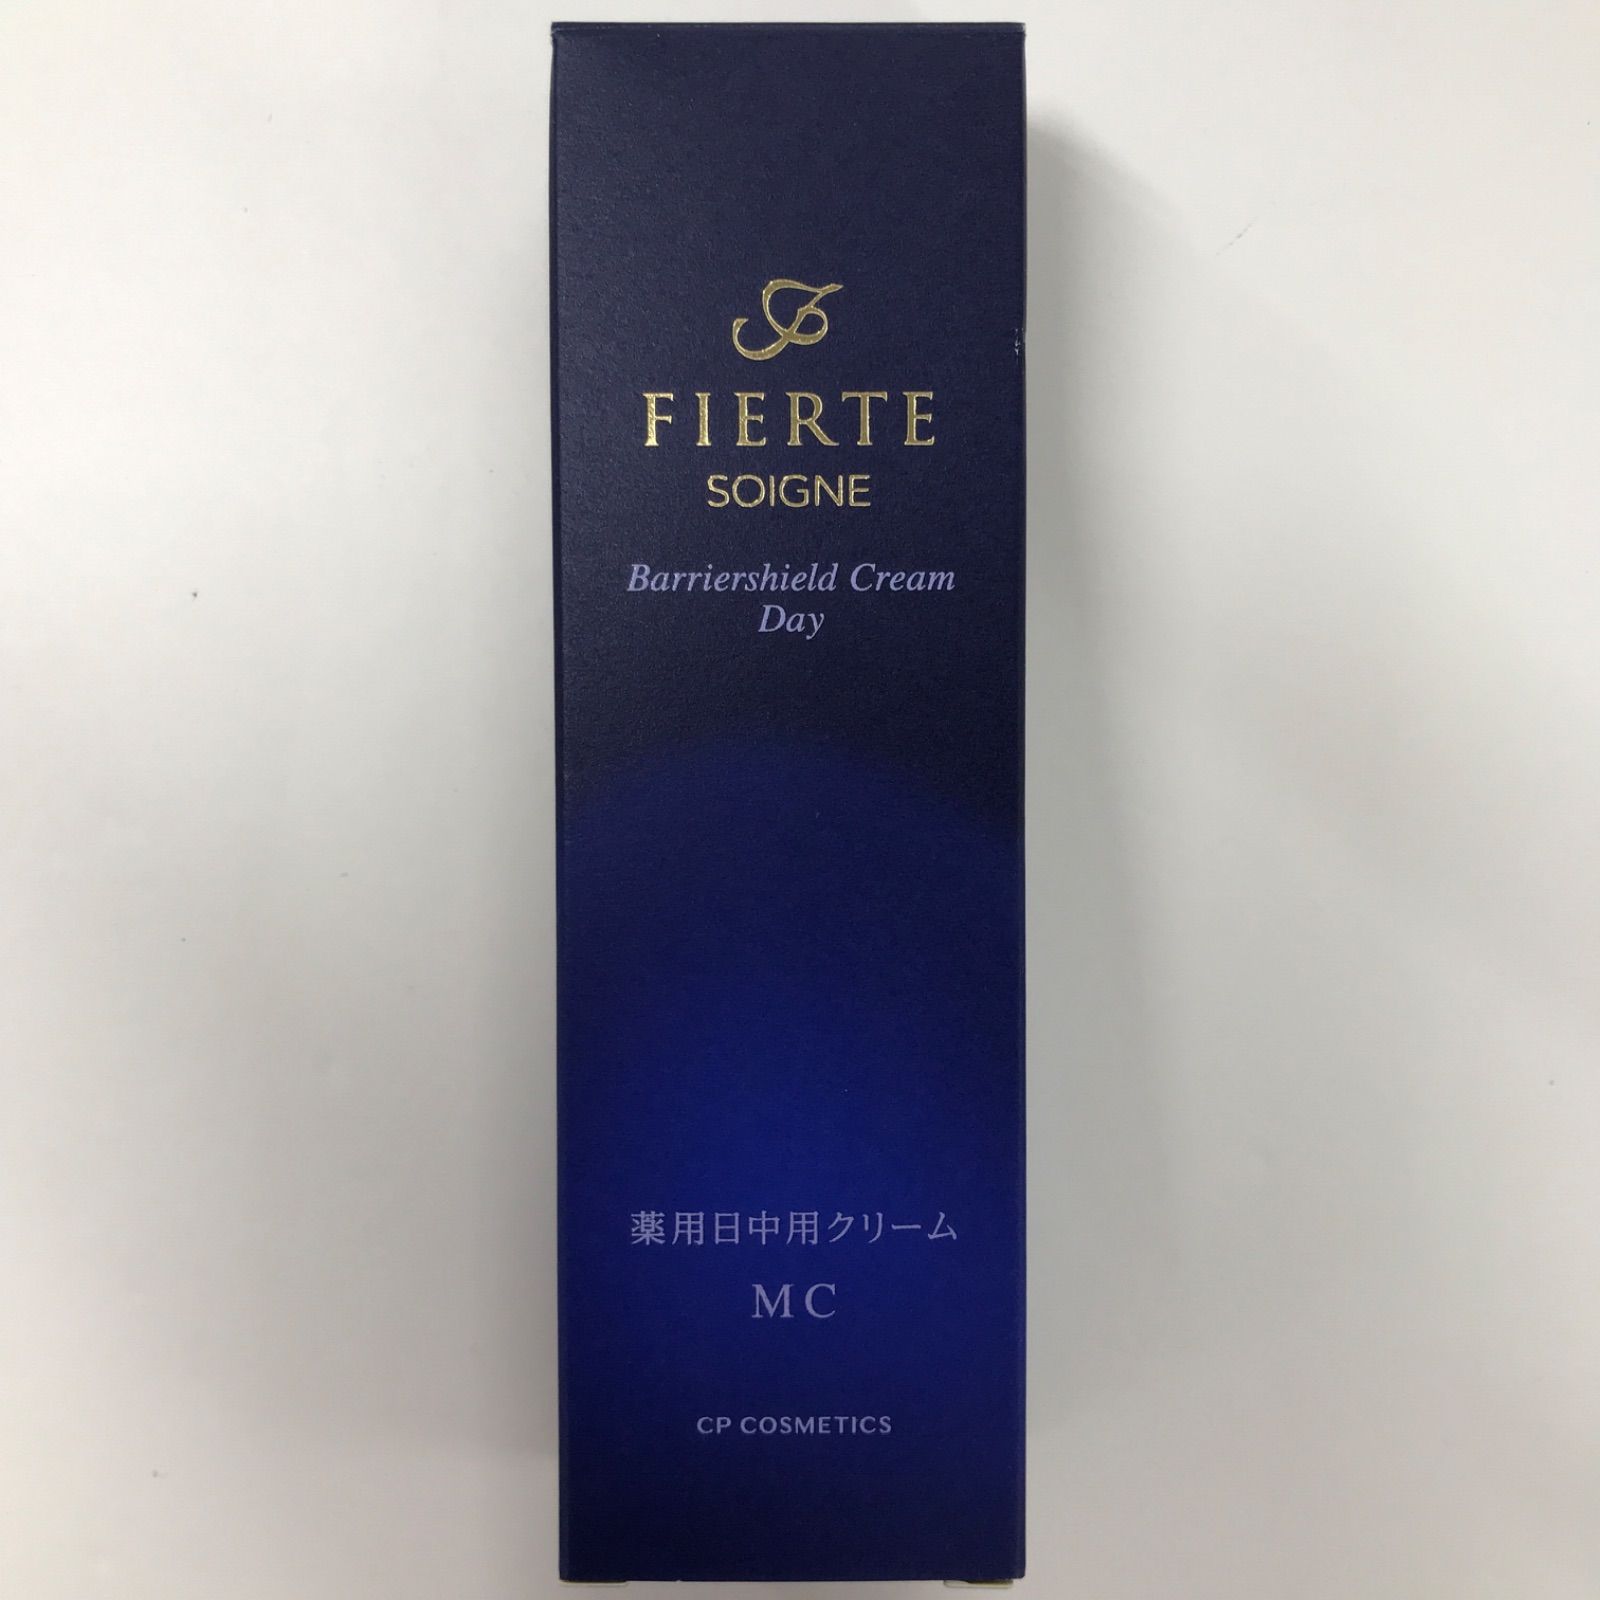 FIERTE
SOIGNE
Barriershield Cream
Day
薬用日中用クリーム
MC
CP COSMETICS